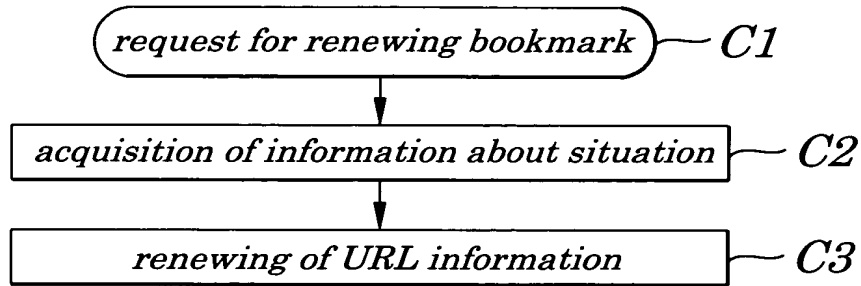 request for renewing bookmark C1
acquisition of information about situation C2
renewing of URL information C3